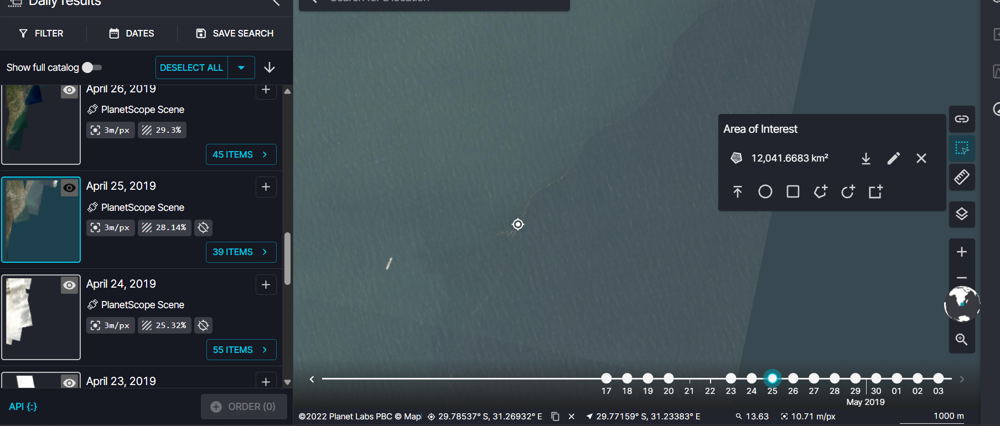 Daily results
Search for a location
FILTER
DATES
SAVE SEARCH
Show full catalog
DESELECT ALL
April 26, 2019
PlanetScope Scene
3m/px
29.3%
45 ITEMS
April 25, 2019
PlanetScope Scene
3m/px
28.14%
39 ITEMS
April 24, 2019
PlanetScope Scene
3m/px
25.32%
55 ITEMS
April 23, 2019
API {:}
ORDER (0)
Area of Interest
12,041.6683 km²
17 18 19 20 21 22 23 24 25 26 27 28 29 30 01 02 03
May 2019
©2022 Planet Labs PBC © Map
29.78537° S, 31.26932° E
29.77159° S, 31.23383° E
13.63
10.71 m/px
1000 m